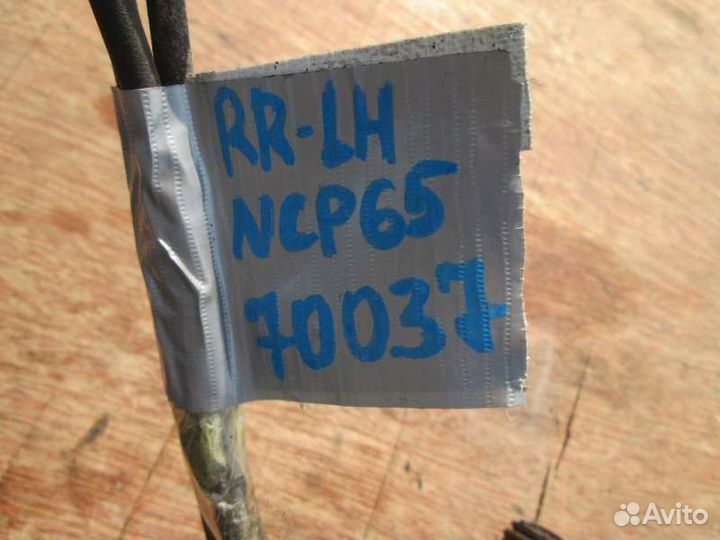 RR-LH
NCP65
70037
Avito